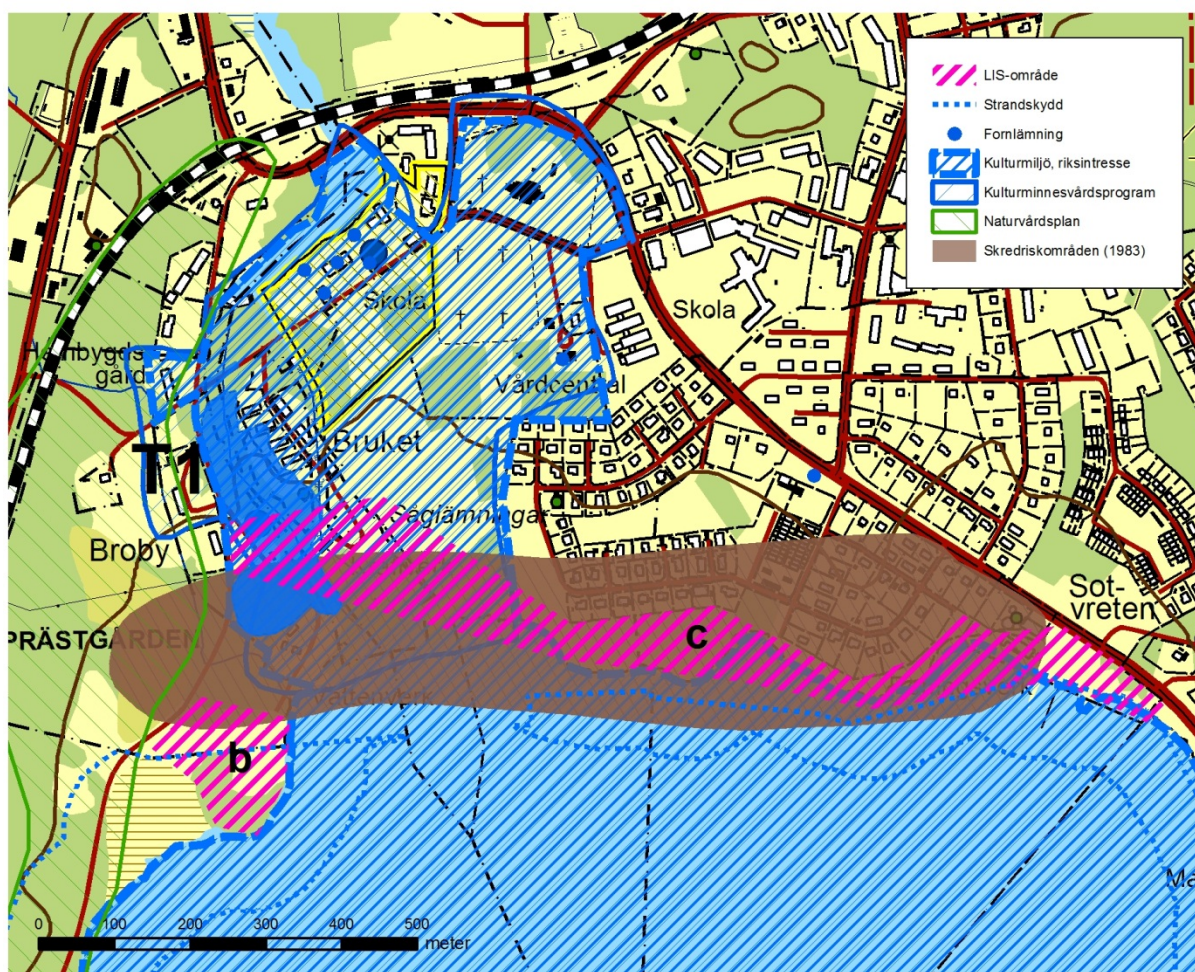 LIS-område
Strandskydd
Fornlämning
Kulturmiljö, riksintresse
Kulturminnesvårdsprogram
Naturvårdsplan
Skredriskområden (1983)
Skola
Skola
gård
Vårdcentral
T1
Bruket
Såglämningar
Broby
Sot-
vreten
PRÄSTGÅRDEN
c
b
0 100 200 300 400 500
meter